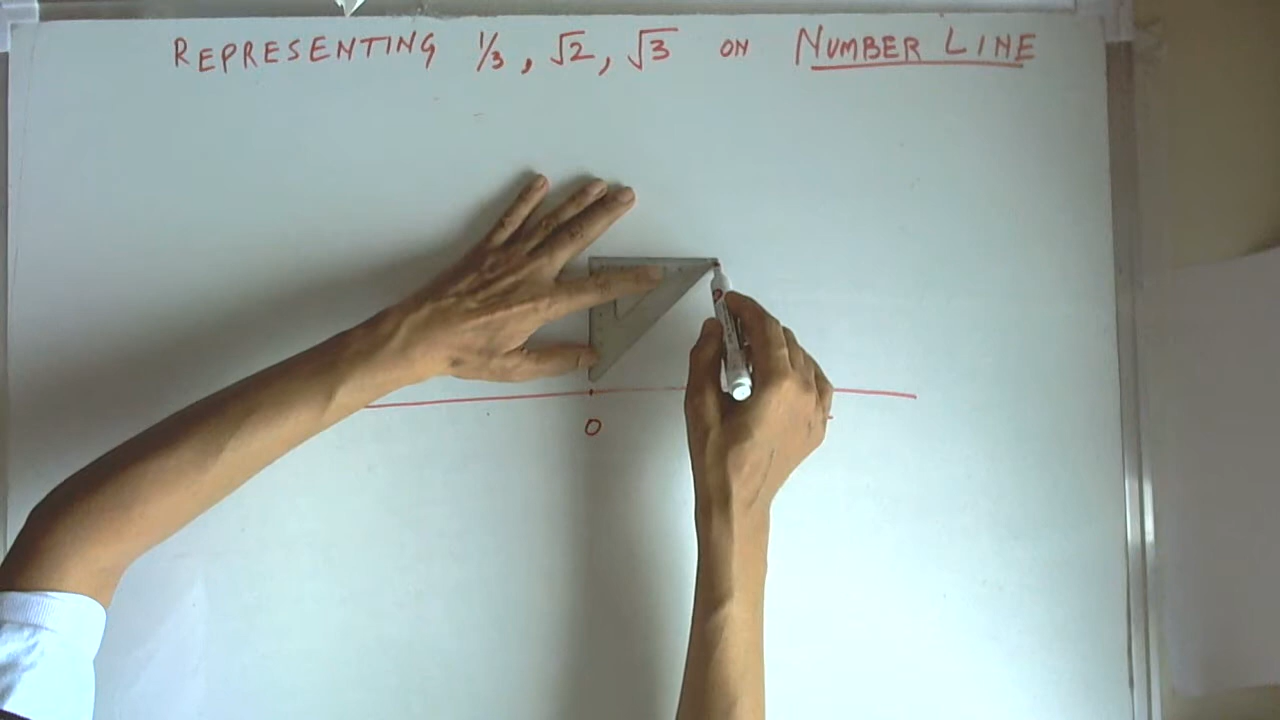 REPRESENTING 1/3, √2, √3 ON NUMBER LINE
0